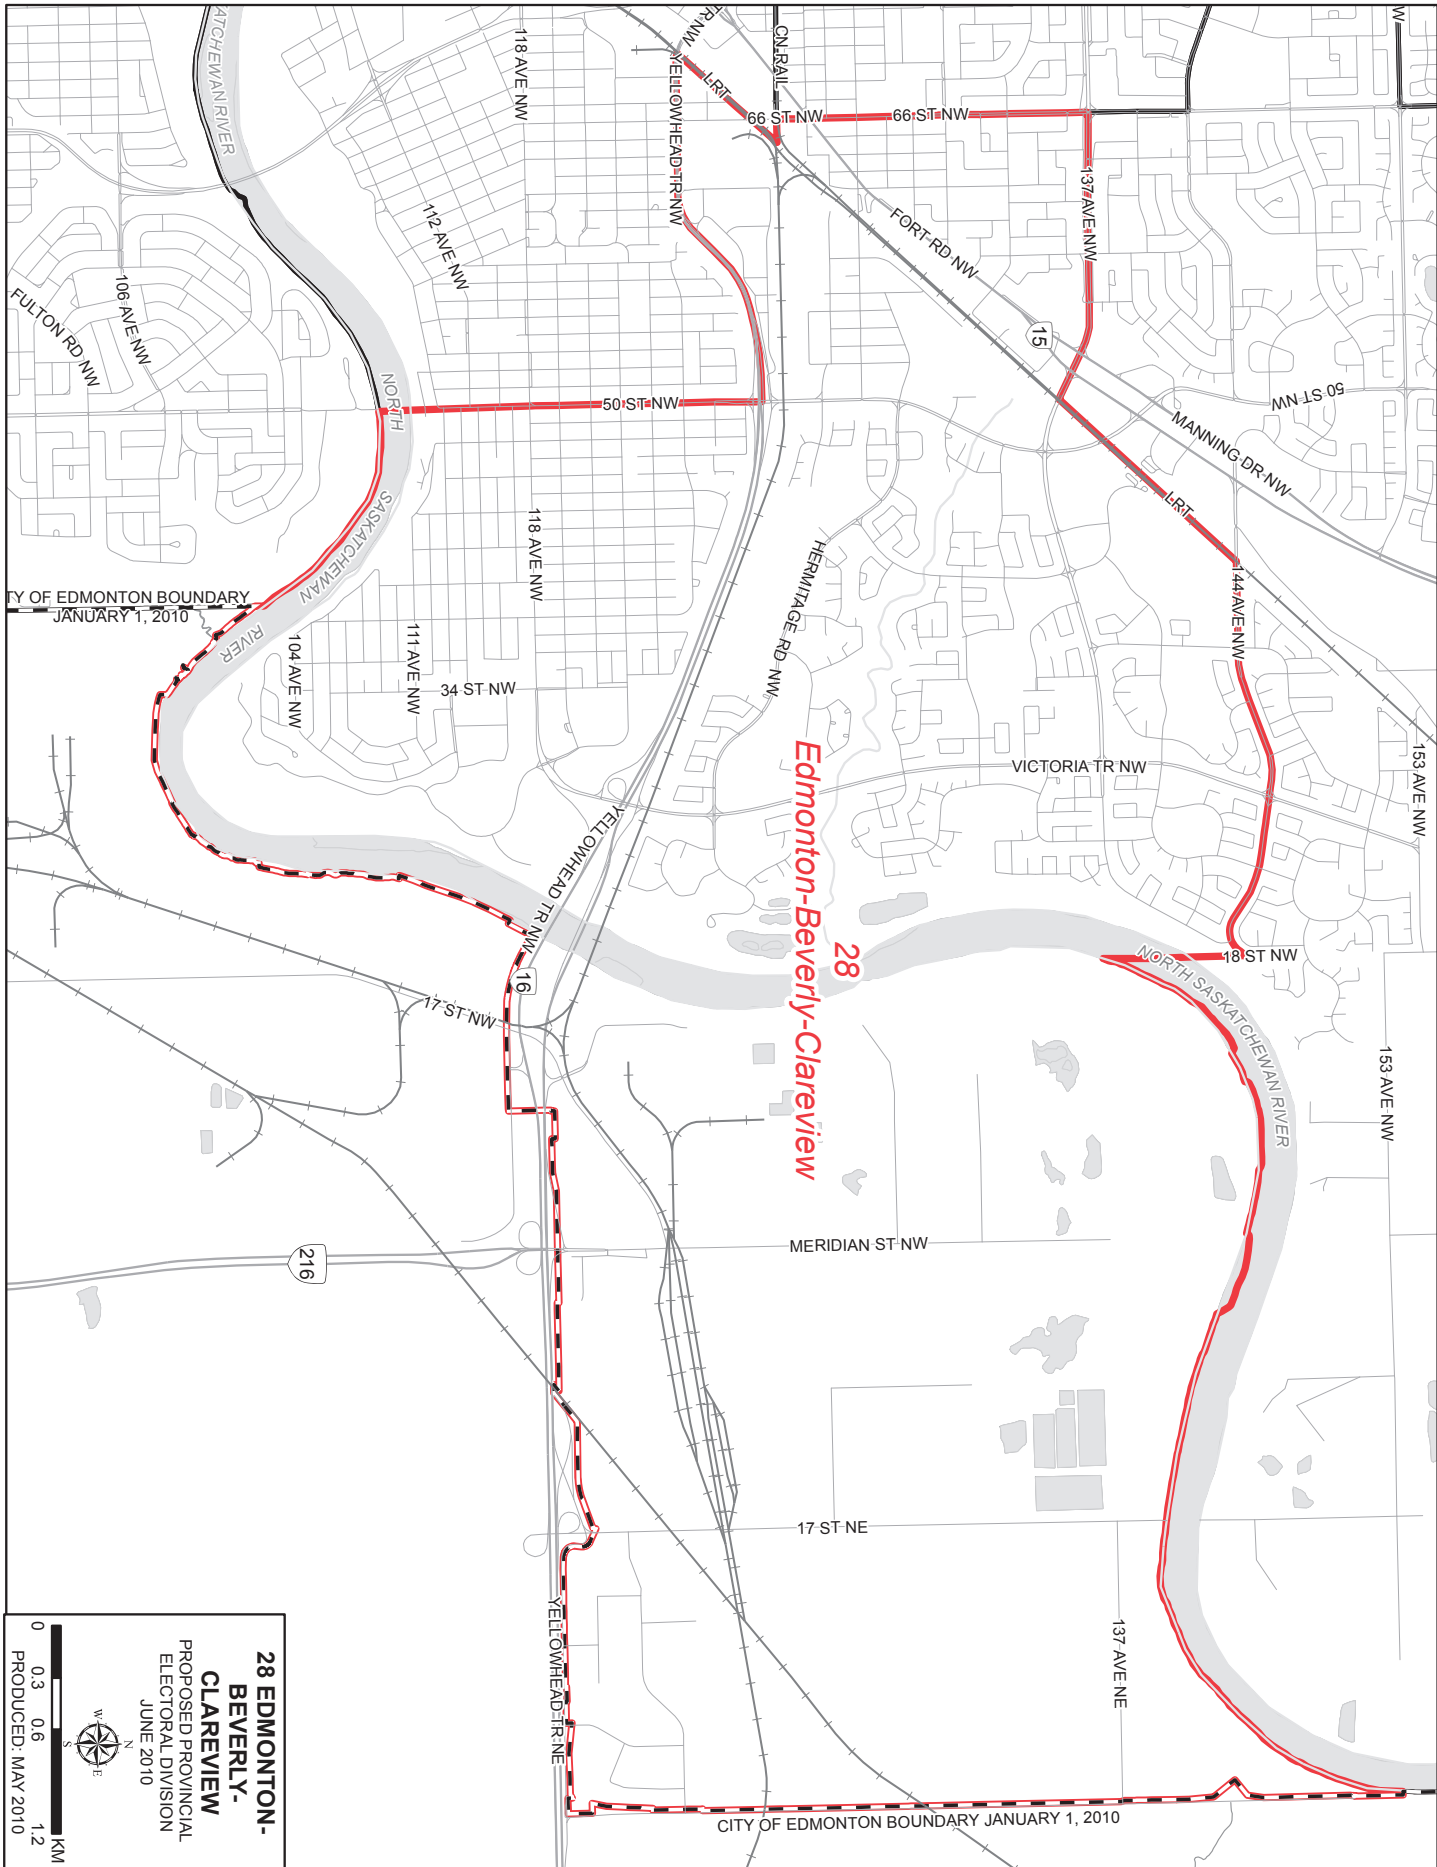 ATCHEWAN RIVER
118 AVE NW
TR NW
LRT
YELLOWHEAD TR NW
CN RAIL
66 ST NW
66 ST NW
W
137 AVE NW
FORT RD NW
15
112 AVE NW
106 AVE NW
FULTON RD NW
NORTH
SASKATCHEWAN
RIVER
50 ST NW
50 ST NW
MANNING DR NW
LRT
118 AVE NW
HERMITAGE RD NW
144 AVE NW
TY OF EDMONTON BOUNDARY
JANUARY 1, 2010
104 AVE NW
111 AVE NW
34 ST NW
VICTORIA TR NW
153 AVE NW
YELLOWHEAD TR NW
28
Edmonton-Beverly-Clareview
18 ST NW
NORTH SASKATCHEWAN RIVER
16
17 ST NW
153 AVE NW
216
MERIDIAN ST NW
17 ST NE
YELLOWHEAD TR NE
137 AVE NE
CITY OF EDMONTON BOUNDARY JANUARY 1, 2010
28 EDMONTON-
BEVERLY-
CLAREVIEW
PROPOSED PROVINCIAL
ELECTORAL DIVISION
JUNE 2010
N
W
E
S
KM
0 0.3 0.6 1.2
PRODUCED: MAY 2010